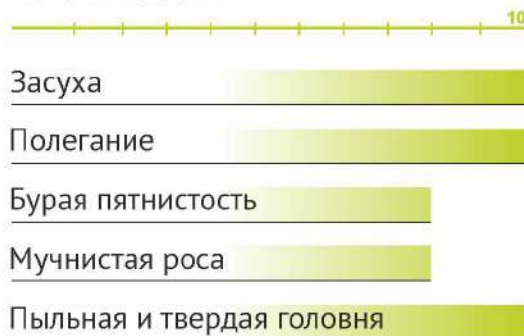 10
Засуха
Полегание
Бурая пятнистость
Мучнистая роса
Пыльная и твердая головня